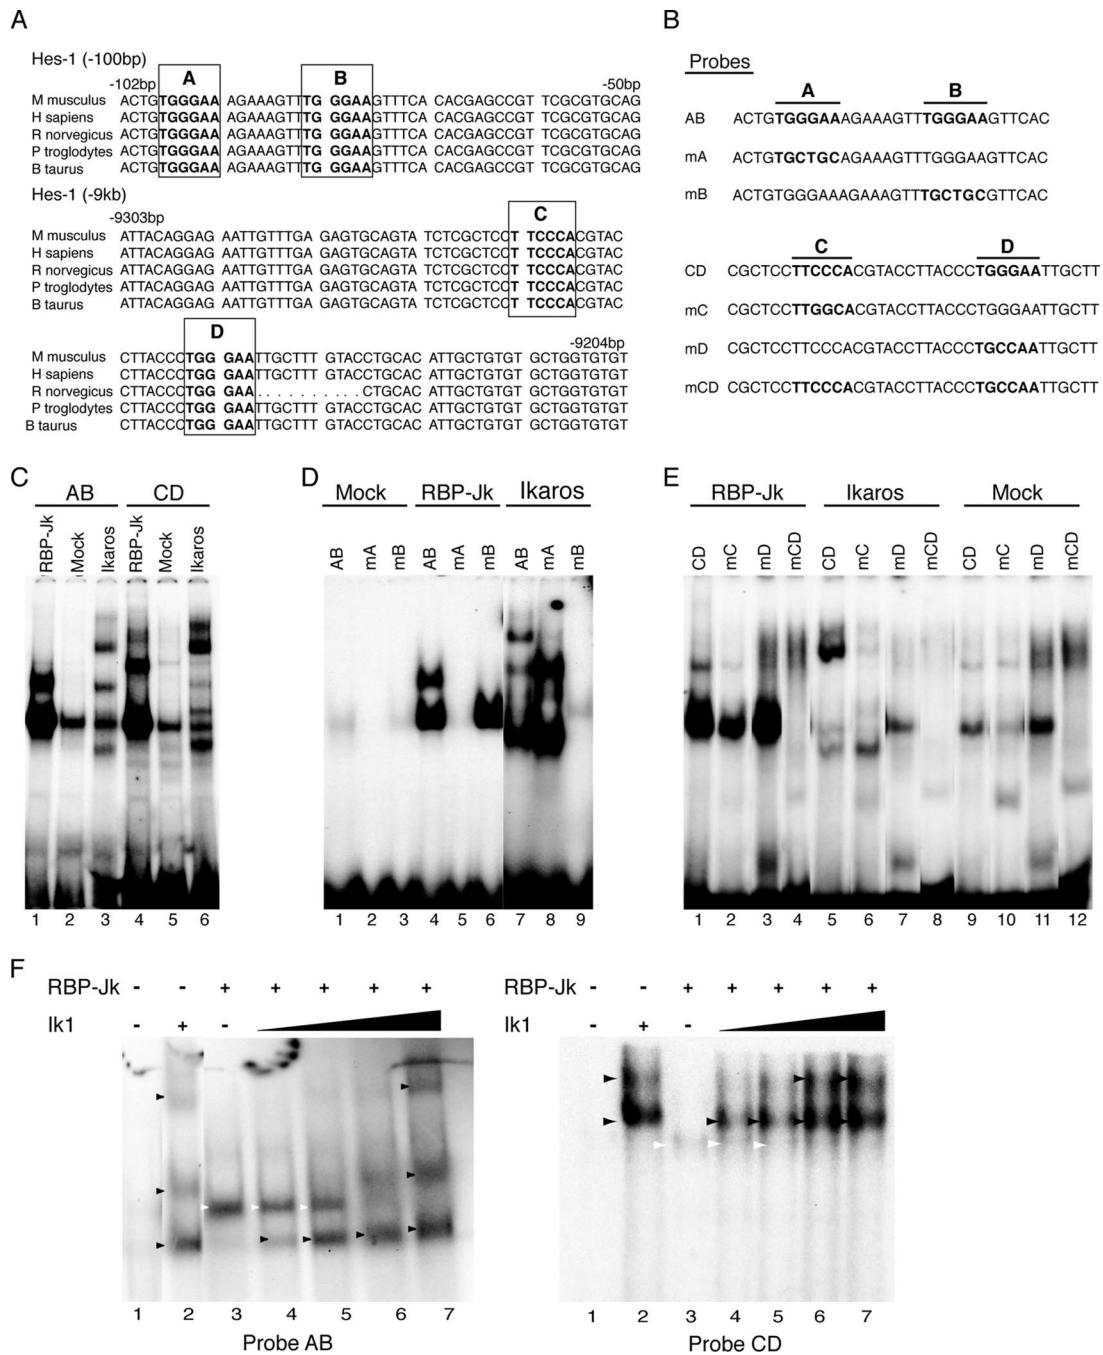 A
Hes-1 (-100bp)
A B
-102bp -50bp
M musculus ACTGTGGGAA AGAAAGTTTG GGAAGTTTCA CACGAGCCGT TCGCGTGCAG
H sapiens ACTGTGGGAA AGAAAGTTTG GGAAGTTTCA CACGAGCCGT TCGCGTGCAG
R norvegicus ACTGTGGGAA AGAAAGTTTG GGAAGTTTCA CACGAGCCGT TCGCGTGCAG
P troglodytes ACTGTGGGAA AGAAAGTTTG GGAAGTTTCA CACGAGCCGT TCGCGTGCAG
B taurus ACTGTGGGAA AGAAAGTTTG GGAAGTTTCA CACGAGCCGT TCGCGTGCAG
Hes-1 (-9kb)
-9303bp C
M musculus ATTACAGGAG AATTGTTTGA GAGTGCAGTA TCTCGCTCCT TCCCACGTAC
H sapiens ATTACAGGAG AATTGTTTGA GAGTGCAGTA TCTCGCTCCT TCCCACGTAC
R norvegicus ATTACAGGAG AATTGTTTGA GAGTGCAGTA TCTCGCTCCT TCCCACGTAC
P troglodytes ATTACAGGAG AATTGTTTGA GAGTGCAGTA TCTCGCTCCT TCCCACGTAC
B taurus ATTACAGGAG AATTGTTTGA GAGTGCAGTA TCTCGCTCCT TCCCACGTAC
D -9204bp
M musculus CTTACCCTGG GAATTGCTTT GTACCTGCAC ATTGCTGTGT GCTGGTGTGT
H sapiens CTTACCCTGG GAATTGCTTT GTACCTGCAC ATTGCTGTGT GCTGGTGTGT
R norvegicus CTTACCCTGG GAA. . . . . . . . . . .CTGCAC ATTGCTGTGT GCTGGTGTGT
P troglodytes CTTACCCTGG GAATTGCTTT GTACCTGCAC ATTGCTGTGT GCTGGTGTGT
B taurus CTTACCCTGG GAATTGCTTT GTACCTGCAC ATTGCTGTGT GCTGGTGTGT
B
Probes
A B
AB ACTGTGGGAAAGAAAGTTTGGGAAGTTCAC
mA ACTGTGCTGCAGAAAGTTTGGGAAGTTCAC
mB ACTGTGGGAAAGAAAGTTTGCTGCGTTCAC
C D
CD CGCTCCTTCCCACGTACCTTACCCTGGGAATTGCTT
mC CGCTCCTTGGCACGTACCTTACCCTGGGAATTGCTT
mD CGCTCCTTCCCACGTACCTTACCCTGCCAATTGCTT
mCD CGCTCCTTCCCACGTACCTTACCCTGCCAATTGCTT
C
AB CD
RBP-Jk Mock Ikaros RBP-Jk Mock Ikaros
1 2 3 4 5 6
D
Mock RBP-Jk Ikaros
AB mA mB AB mA mB AB mA mB
1 2 3 4 5 6 7 8 9
E
RBP-Jk Ikaros Mock
CD mC mD mCD CD mC mD mCD CD mC mD mCD
1 2 3 4 5 6 7 8 9 10 11 12
F
RBP-Jk - - + + + + +
Ik1 - + -
1 2 3 4 5 6 7
Probe AB
RBP-Jk - - + + + + +
Ik1 - + -
1 2 3 4 5 6 7
Probe CD